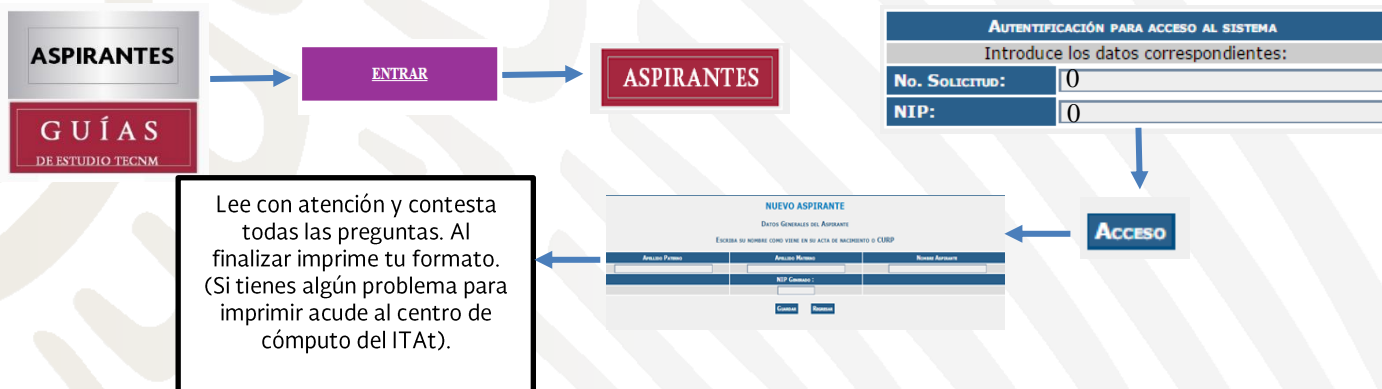 ASPIRANTES
GUÍAS
DE ESTUDIO TECNM
ENTRAR
ASPIRANTES
AUTENTIFICACIÓN PARA ACCESO AL SISTEMA
Introduce los datos correspondientes:
No. SOLICITUD: 0
NIP: 0
ACCESO
NUEVO ASPIRANTE
DATOS GENERALES DEL ASPIRANTE
ESCRIBA SU NOMBRE COMO VIENE EN SU ACTA DE NACIMIENTO O CURP
APELLIDO PATERNO APELLIDO MATERNO NOMBRE ASPIRANTE
NIP GENERADO :
GUARDAR REGRESAR
Lee con atención y contesta
todas las preguntas. Al
finalizar imprime tu formato.
(Si tienes algún problema para
imprimir acude al centro de
cómputo del ITAt).